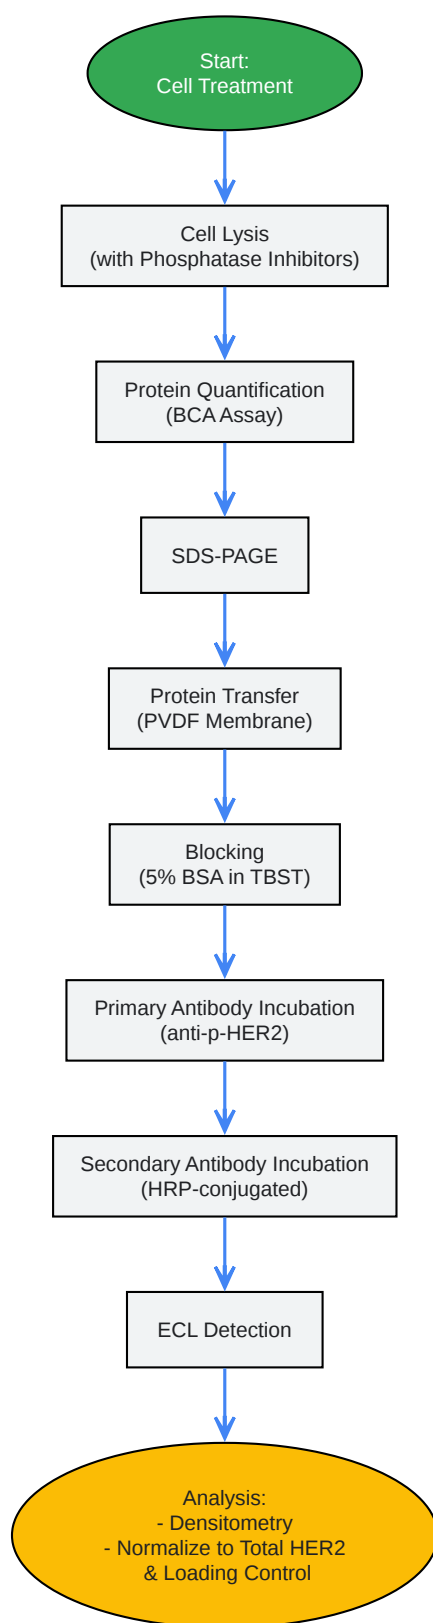 Start:
Cell Treatment
Cell Lysis
(with Phosphatase Inhibitors)
Protein Quantification
(BCA Assay)
SDS-PAGE
Protein Transfer
(PVDF Membrane)
Blocking
(5% BSA in TBST)
Primary Antibody Incubation
(anti-p-HER2)
Secondary Antibody Incubation
(HRP-conjugated)
ECL Detection
Analysis:
- Densitometry
- Normalize to Total HER2
& Loading Control